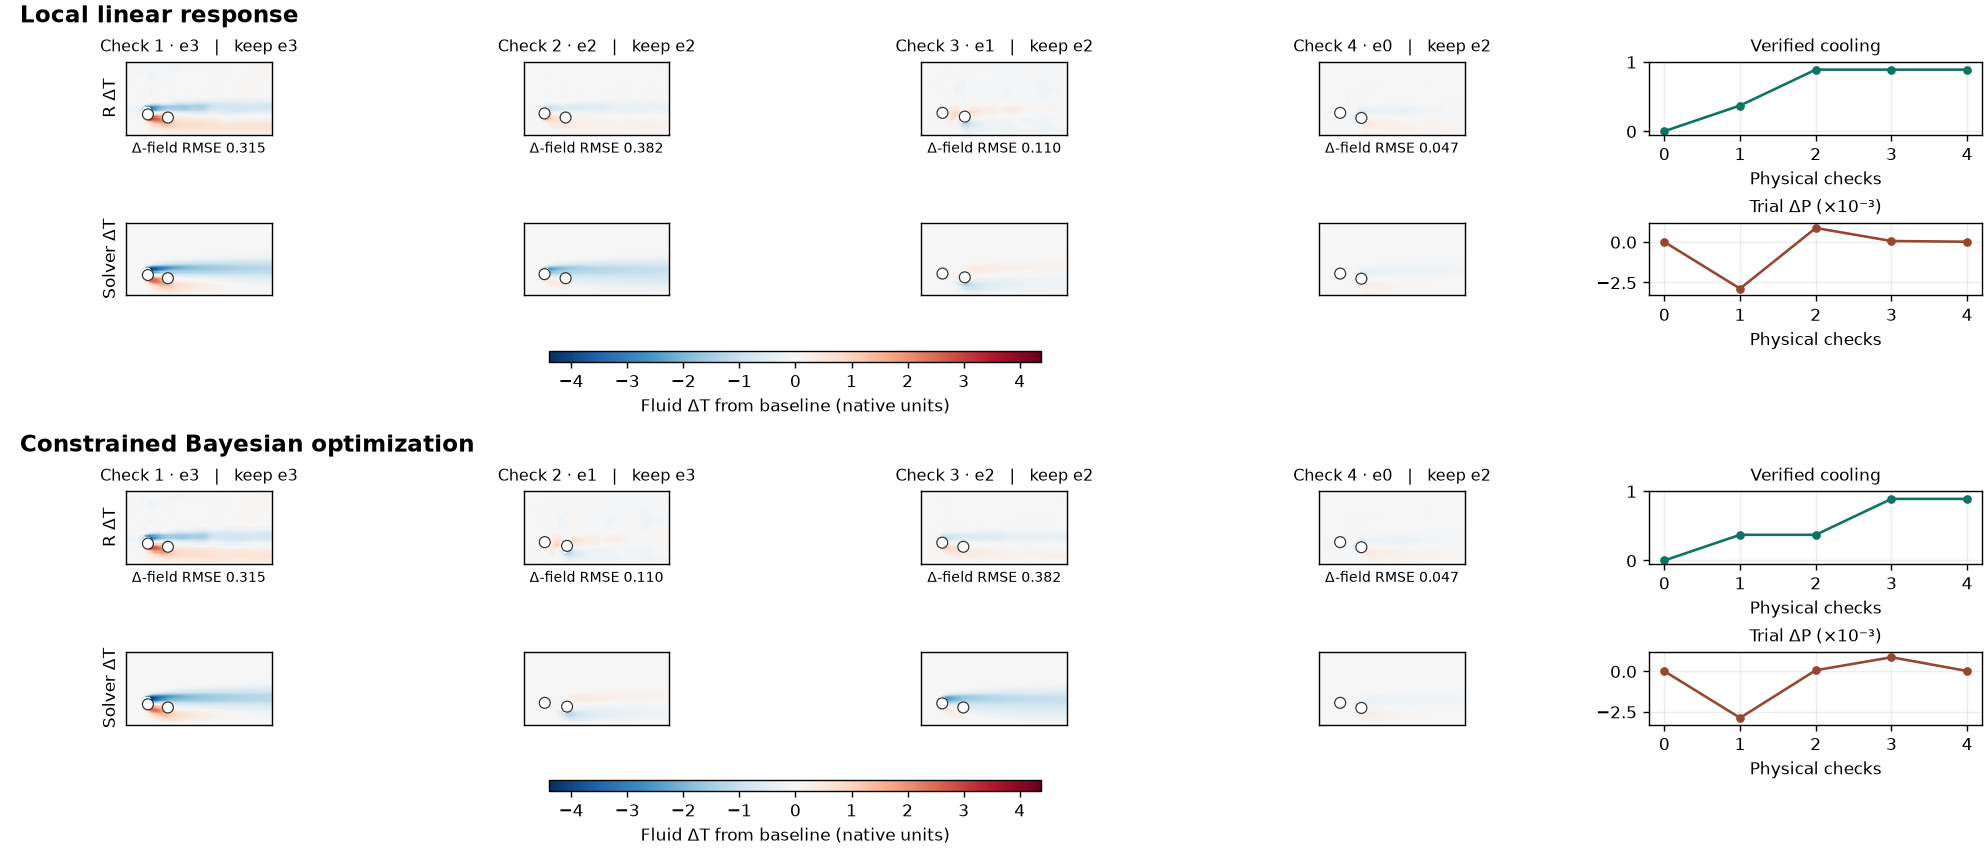 Local linear response
Check 1 · e3   |   keep e3
Check 2 · e2   |   keep e2
Check 3 · e1   |   keep e2
Check 4 · e0   |   keep e2
Verified cooling
R ΔT
Δ-field RMSE 0.315
Δ-field RMSE 0.382
Δ-field RMSE 0.110
Δ-field RMSE 0.047
1
0
0 1 2 3 4
Physical checks
Solver ΔT
Trial ΔP (×10⁻³)
0.0
−2.5
0 1 2 3 4
Physical checks
−4 −3 −2 −1 0 1 2 3 4
Fluid ΔT from baseline (native units)
Constrained Bayesian optimization
Check 1 · e3   |   keep e3
Check 2 · e1   |   keep e3
Check 3 · e2   |   keep e2
Check 4 · e0   |   keep e2
Verified cooling
R ΔT
Δ-field RMSE 0.315
Δ-field RMSE 0.110
Δ-field RMSE 0.382
Δ-field RMSE 0.047
1
0
0 1 2 3 4
Physical checks
Solver ΔT
Trial ΔP (×10⁻³)
0.0
−2.5
0 1 2 3 4
Physical checks
−4 −3 −2 −1 0 1 2 3 4
Fluid ΔT from baseline (native units)